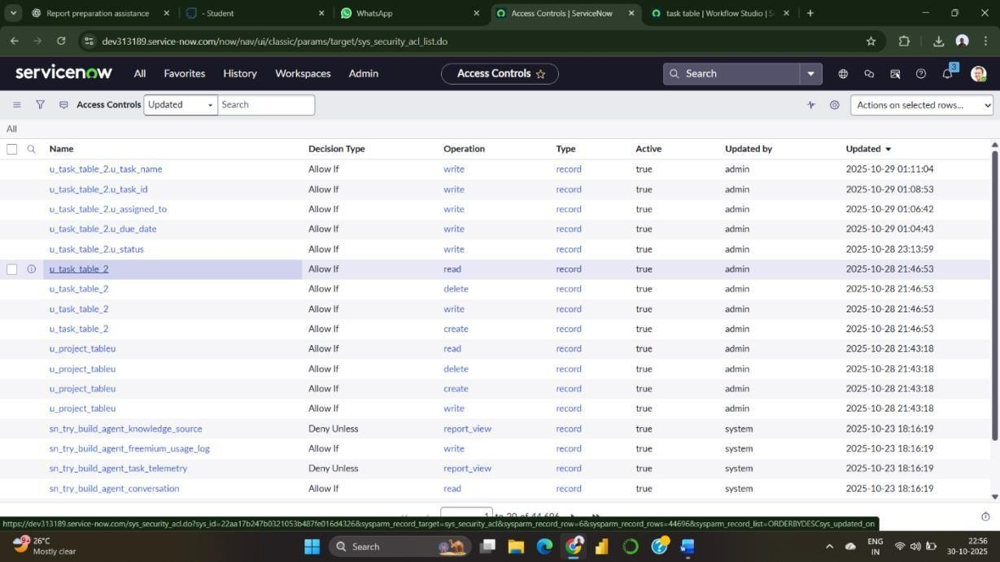 Report preparation assistance
- Student
WhatsApp
Access Controls | ServiceNow
task table | Workflow Studio | S
dev313189.service-now.com/now/nav/ui/classic/params/target/sys_security_acl_list.do
servicenow All Favorites History Workspaces Admin Access Controls Search 3
Access Controls Updated Search Actions on selected rows...
All
Name Decision Type Operation Type Active Updated by Updated
u_task_table_2.u_task_name Allow If write record true admin 2025-10-29 01:11:04
u_task_table_2.u_task_id Allow If write record true admin 2025-10-29 01:08:53
u_task_table_2.u_assigned_to Allow If write record true admin 2025-10-29 01:06:42
u_task_table_2.u_due_date Allow If write record true admin 2025-10-29 01:04:43
u_task_table_2.u_status Allow If write record true admin 2025-10-28 23:13:59
u_task_table_2 Allow If read record true admin 2025-10-28 21:46:53
u_task_table_2 Allow If delete record true admin 2025-10-28 21:46:53
u_task_table_2 Allow If write record true admin 2025-10-28 21:46:53
u_task_table_2 Allow If create record true admin 2025-10-28 21:46:53
u_project_tableu Allow If read record true admin 2025-10-28 21:43:18
u_project_tableu Allow If delete record true admin 2025-10-28 21:43:18
u_project_tableu Allow If create record true admin 2025-10-28 21:43:18
u_project_tableu Allow If write record true admin 2025-10-28 21:43:18
sn_try_build_agent_knowledge_source Deny Unless report_view record true system 2025-10-23 18:16:19
sn_try_build_agent_freemium_usage_log Allow If write record true system 2025-10-23 18:16:19
sn_try_build_agent_task_telemetry Deny Unless report_view record true system 2025-10-23 18:16:19
sn_try_build_agent_conversation Allow If read record true system 2025-10-23 18:16:19
1 to 20 of 44,696
https://dev313189.service-now.com/sys_security_acl.do?sys_id=22aa17b247b0321053b487fe016d4326&sysparm_record_target=sys_security_acl&sysparm_record_row=6&sysparm_record_rows=44696&sysparm_record_list=ORDERBYDESCsys_updated_on
26°C
Mostly clear
Search
ENG
IN
22:56
30-10-2025